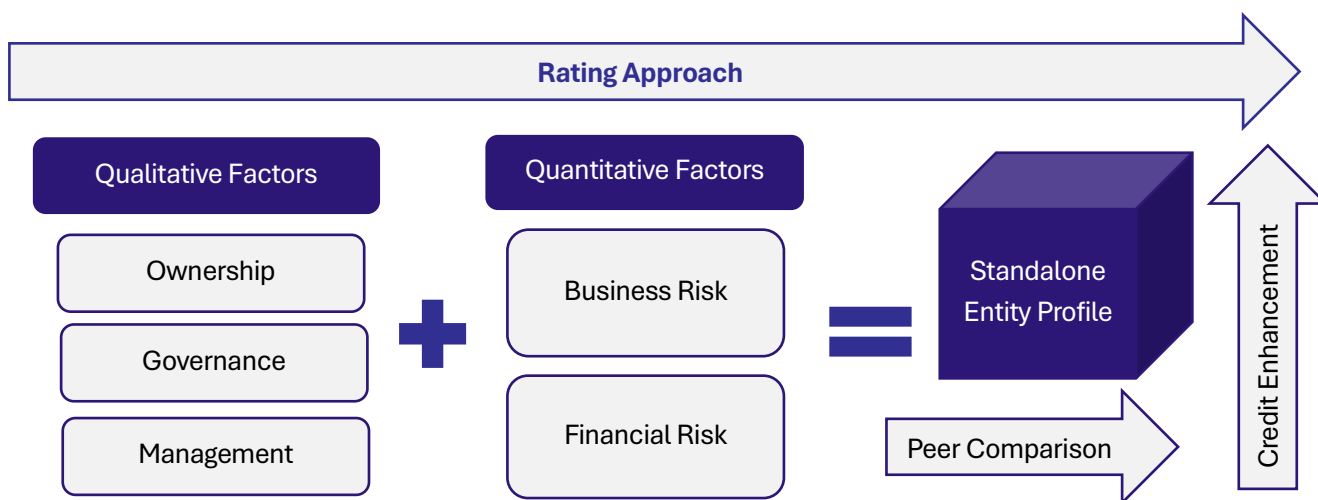 Rating Approach
Qualitative Factors
Ownership
Governance
Management
Quantitative Factors
Business Risk
Financial Risk
Standalone
Entity Profile
Peer Comparison
Credit Enhancement